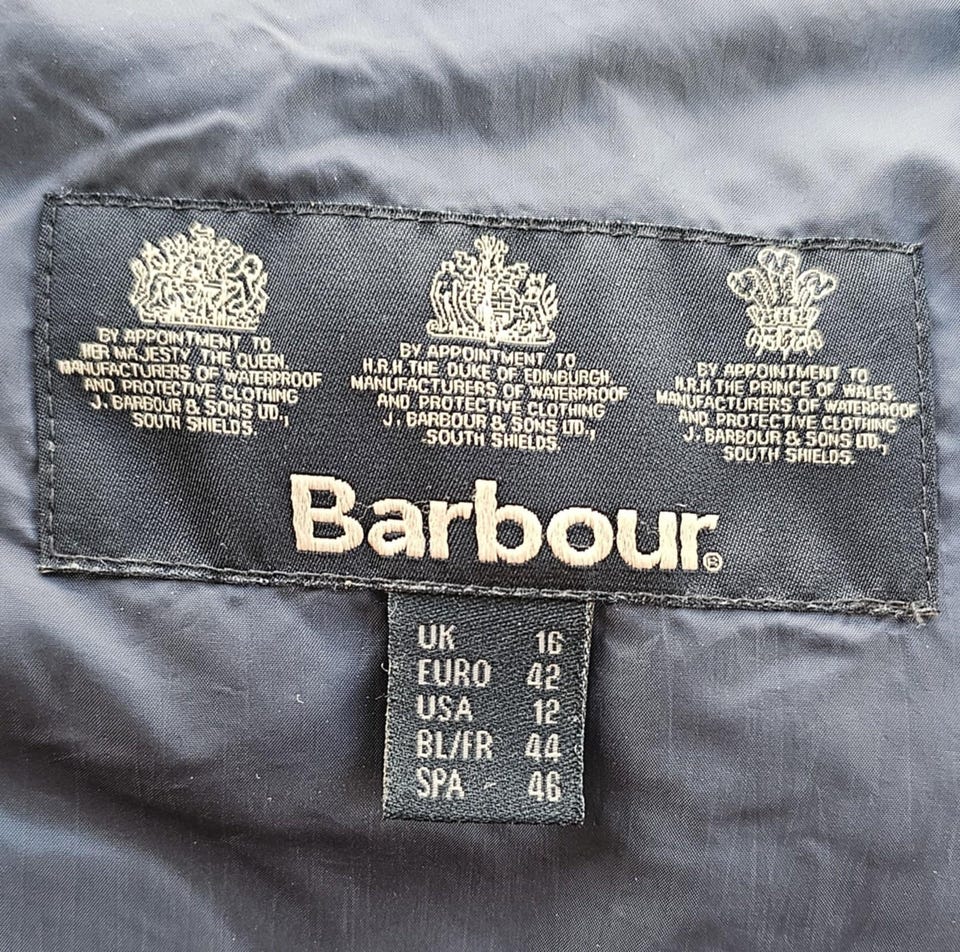 BY APPOINTMENT TO
HER MAJESTY THE QUEEN
MANUFACTURERS OF WATERPROOF
AND PROTECTIVE CLOTHING
J. BARBOUR & SONS LTD.,
SOUTH SHIELDS.
BY APPOINTMENT TO
H.R.H THE DUKE OF EDINBURGH.
MANUFACTURERS OF WATERPROOF
AND PROTECTIVE CLOTHING
J. BARBOUR & SONS LTD.,
SOUTH SHIELDS.
BY APPOINTMENT TO
H.R.H THE PRINCE OF WALES.
MANUFACTURERS OF WATERPROOF
AND PROTECTIVE CLOTHING
J. BARBOUR & SONS LTD.,
SOUTH SHIELDS.
Barbour®
UK 16
EURO 42
USA 12
BL/FR 44
SPA 46